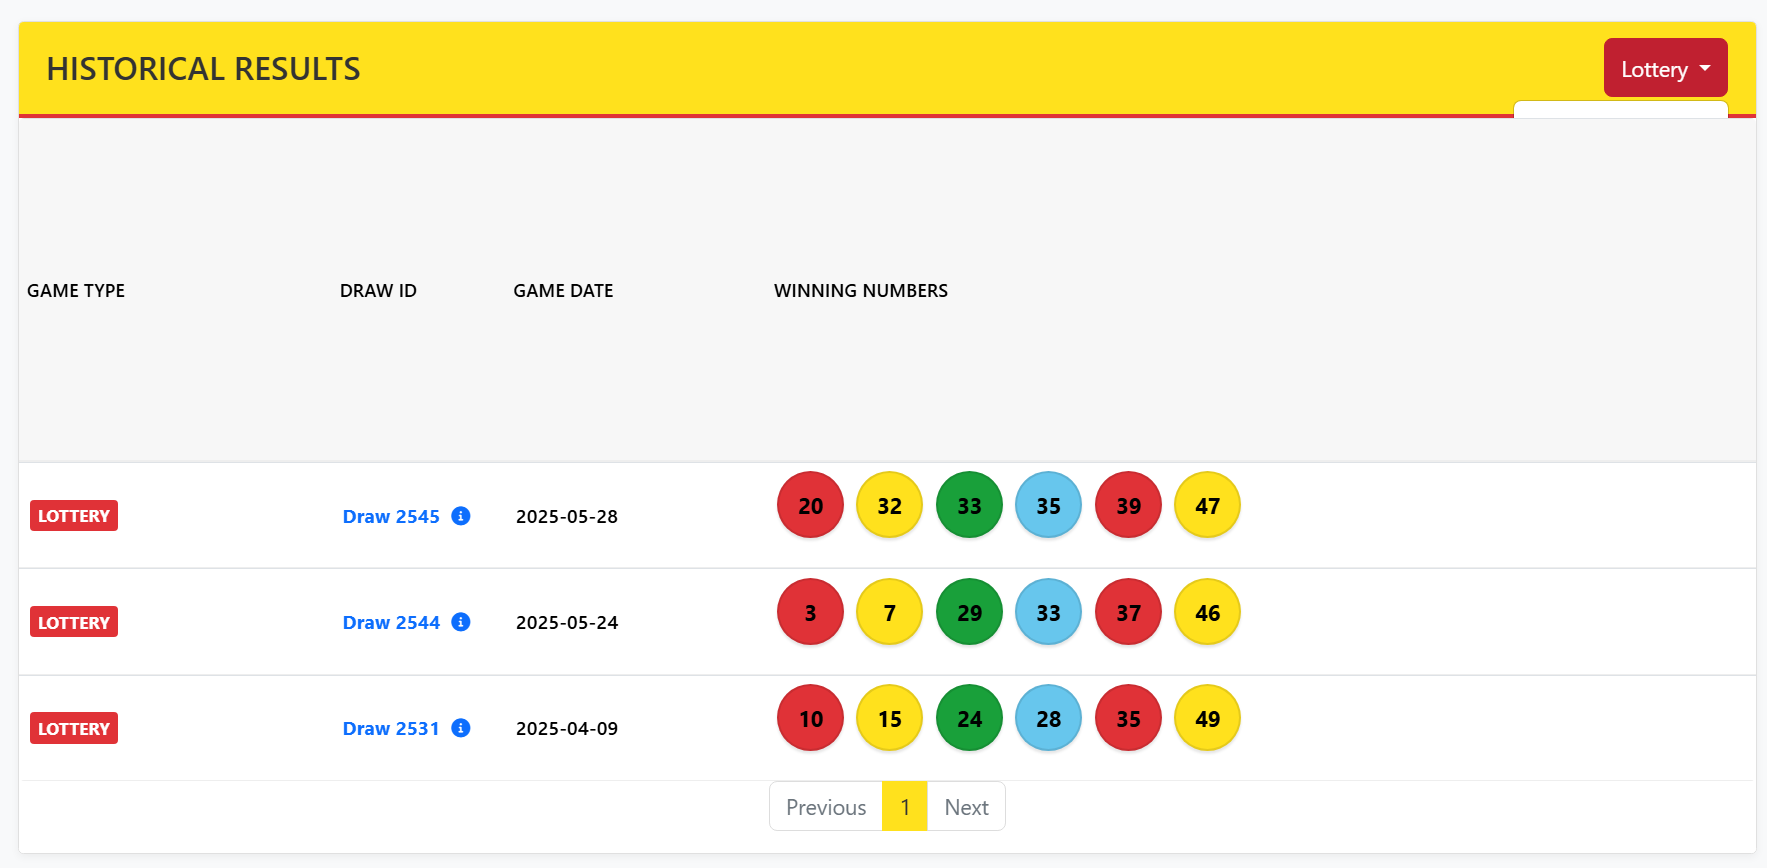 HISTORICAL RESULTS
Lottery
GAME TYPE DRAW ID GAME DATE WINNING NUMBERS
LOTTERY Draw 2545 2025-05-28 20 32 33 35 39 47
LOTTERY Draw 2544 2025-05-24 3 7 29 33 37 46
LOTTERY Draw 2531 2025-04-09 10 15 24 28 35 49
Previous 1 Next